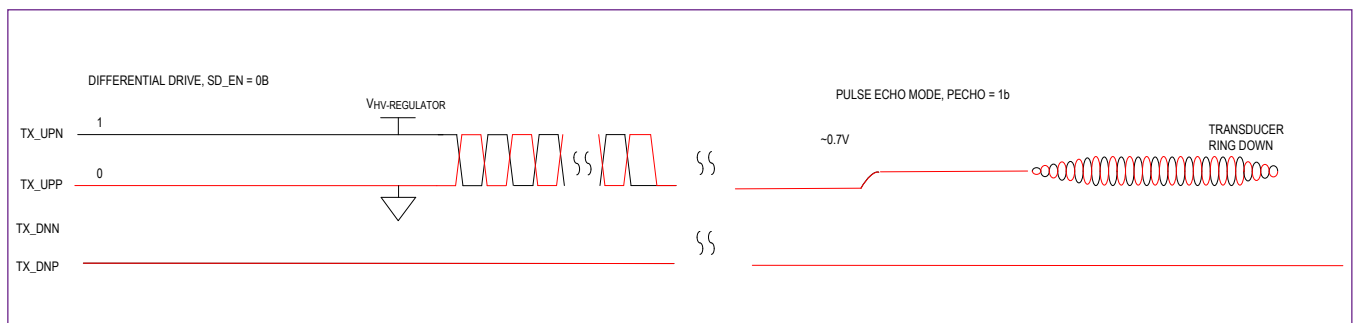 DIFFERENTIAL DRIVE, SD_EN = 0B
VHV-REGULATOR
PULSE ECHO MODE, PECHO = 1b
TX_UPN
1
~0.7V
TRANSDUCER
RING DOWN
TX_UPP
0
TX_DNN
TX_DNP